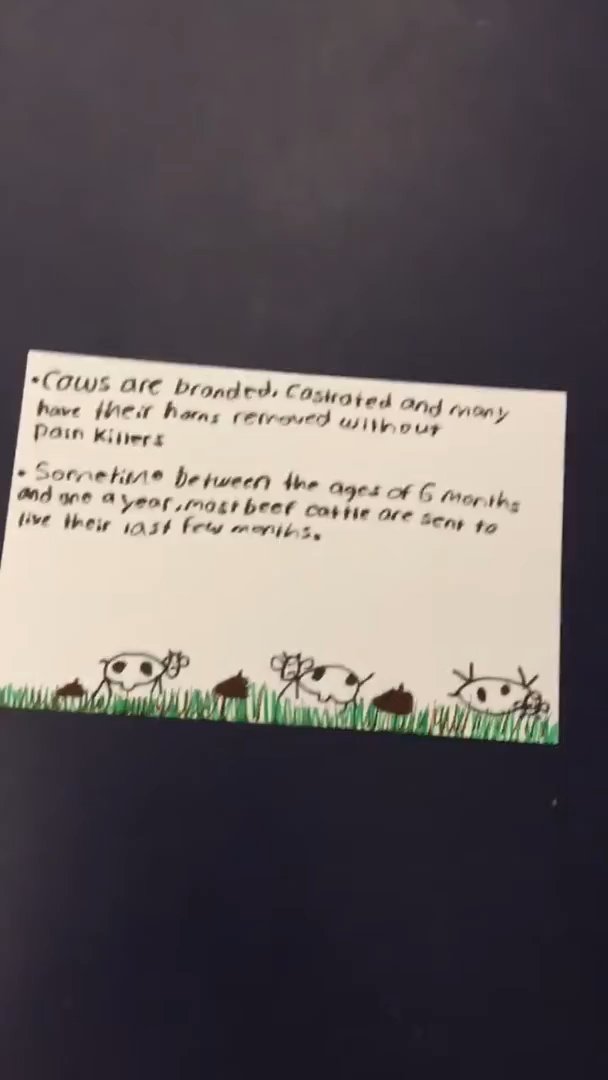 • Cows are branded, castrated and many
have their horns removed without
Pain killers
• Sometime between the ages of 6 months
and one a year, most beef cattle are sent to
live their last few months.